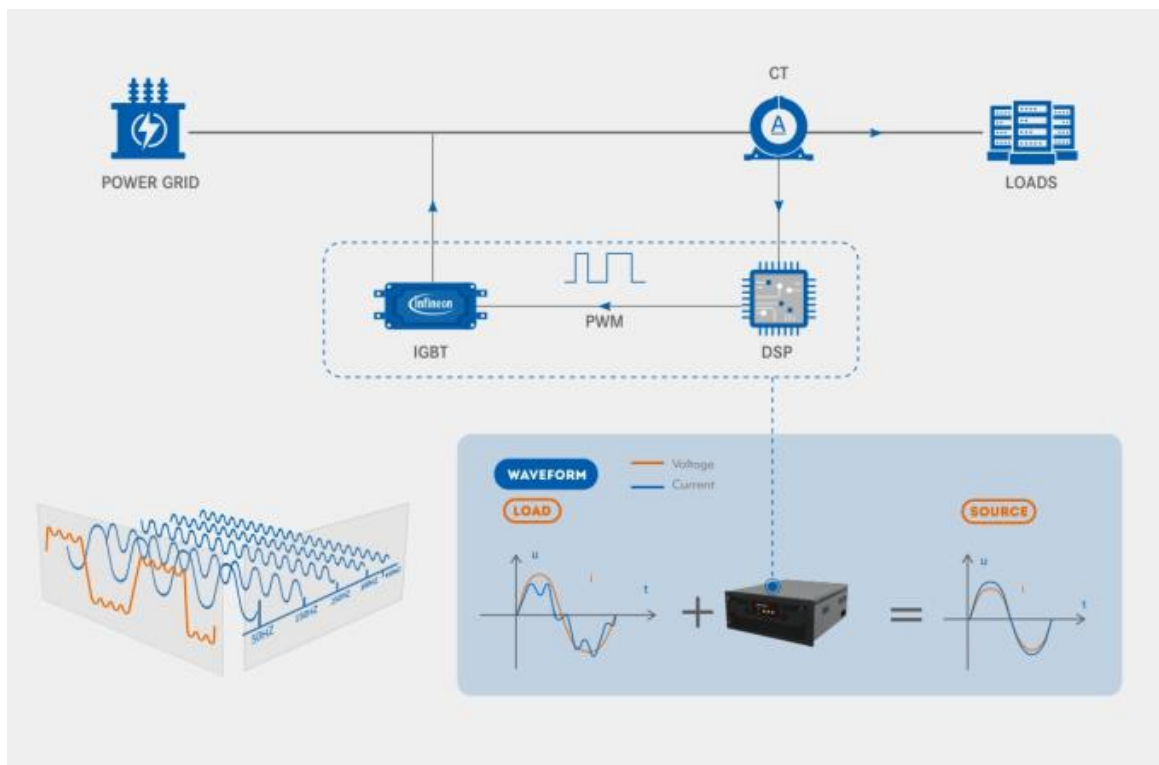 CT
A
POWER GRID
LOADS
infineon
PWM
IGBT
DSP
WAVEFORM
Voltage
Current
LOAD
SOURCE
u
i
t
u
i
t
50HZ
150HZ
250HZ